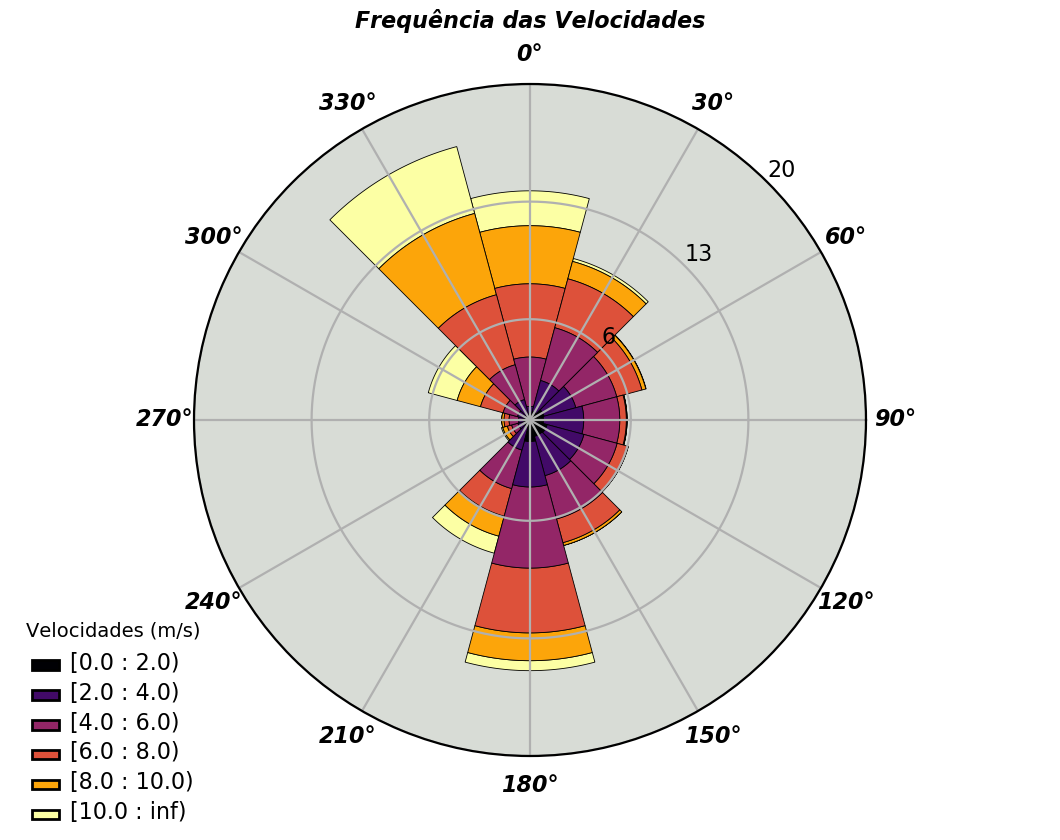 Frequência das Velocidades
0°
330°
30°
20
300°
60°
13
6
270°
90°
240°
120°
Velocidades (m/s)
[0.0 : 2.0)
[2.0 : 4.0)
[4.0 : 6.0)
210°
150°
[6.0 : 8.0)
[8.0 : 10.0)
180°
[10.0 : inf)